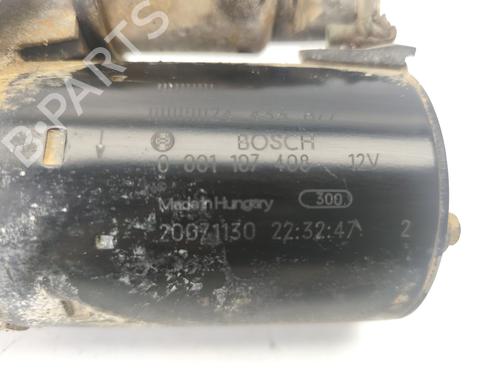 BOSCH
0 001 107 408 12V
Made in Hungary 300
20071130 22:32:47 2
B-PARTS